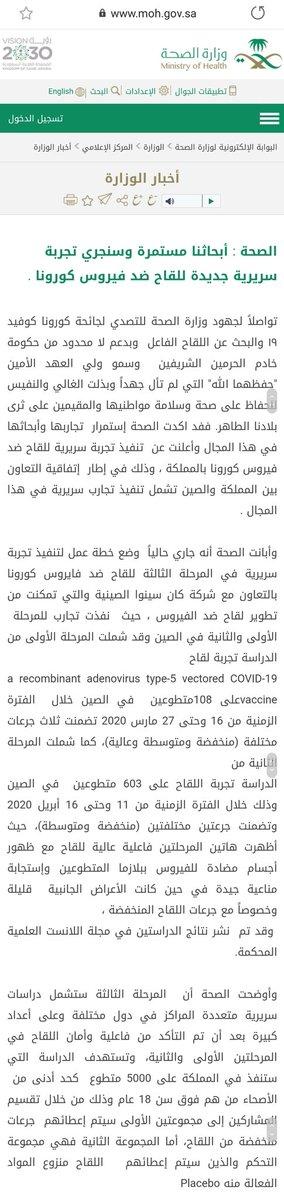 www.moh.gov.sa
VISION رؤيــة
2030
وزارة الصحة
Ministry of Health
تطبيقات الجوال الإعدادات البحث English
تسجيل الدخول
البوابة الإلكترونية لوزارة الصحة > الوزارة > المركز الإعلامي > أخبار الوزارة
أخبار الوزارة
الصحة : أبحاثنا مستمرة وسنجري تجربة
سريرية جديدة للقاح ضد فيروس كورونا .
تواصلاً لجهود وزارة الصحة للتصدي لجائحة كورونا كوفيد
١٩ والبحث عن اللقاح الفاعل وبدعم لا محدود من حكومة
خادم الحرمين الشريفين وسمو ولي العهد الأمين
"حفظهما الله" التي لم تأل جهداً وبذلت الغالي والنفيس
للحفاظ على صحة وسلامة مواطنيها والمقيمين على ثرى
بلادنا الطاهر. ففد اكدت الصحة إستمرار تجاربها وأبحاثها
في هذا المجال وأعلنت عن تنفيذ تجربة سريرية للقاح ضد
فيروس كورونا بالمملكة ، وذلك في إطار إتفاقية التعاون
بين المملكة والصين تشمل تنفيذ تجارب سريرية في هذا
المجال .
وأبانت الصحة أنه جاري حالياً وضع خطة عمل لتنفيذ تجربة
سريرية في المرحلة الثالثة للقاح ضد فايروس كورونا
بالتعاون مع شركة كان سينوا الصينية والتي تمكنت من
تطوير لقاح ضد الفيروس ، حيث نفذت تجارب للمرحلة
الأولى والثانية في الصين وقد شملت المرحلة الأولى من
الدراسة تجربة لقاح
a recombinant adenovirus type-5 vectored COVID-19
vaccineعلى 108متطوعين في الصين خلال الفترة
الزمنية من 16 وحتى 27 مارس 2020 تضمنت ثلاث جرعات
مختلفة (منخفضة ومتوسطة وعالية)، كما شملت المرحلة
الثانية من
الدراسة تجربة اللقاح على 603 متطوعين في الصين
وذلك خلال الفترة الزمنية من 11 وحتى 16 أبريل 2020
وتضمنت جرعتين مختلفتين (منخفضة ومتوسطة)، حيث
أظهرت هاتين المرحلتين فاعلية عالية للقاح مع ظهور
أجسام مضادة للفيروس ببلازما المتطوعين وإستجابة
مناعية جيدة في حين كانت الأعراض الجانبية قليلة
وخصوصاً مع جرعات اللقاح المنخفضة ،
وقد تم نشر نتائج الدراستين في مجلة اللانست العلمية
المحكمة.
وأوضحت الصحة أن المرحلة الثالثة ستشمل دراسات
سريرية متعددة المراكز في دول مختلفة وعلى أعداد
كبيرة بعد أن تم التأكد من فاعلية وأمان اللقاح في
المرحلتين الأولى والثانية، وتستهدف الدراسة التي
ستنفذ في المملكة على 5000 متطوع كحد أدنى من
الأصحاء من هم فوق سن 18 عام وذلك من خلال تقسيم
المشاركين إلى مجموعتين الأولى سيتم إعطائهم جرعات
منخفضة من اللقاح، أما المجموعة الثانية فهي مجموعة
التحكم والذين سيتم إعطائهم اللقاح منزوع المواد
الفعالة منه Placebo